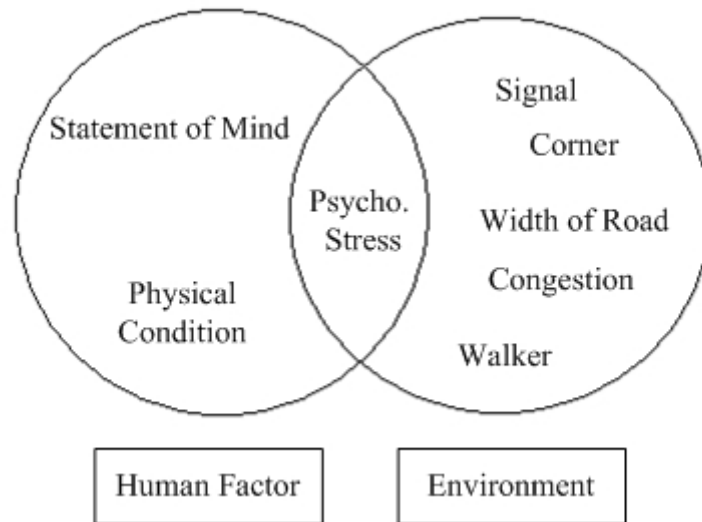 Statement of Mind
Physical
Condition
Psycho.
Stress
Signal
Corner
Width of Road
Congestion
Walker
Human Factor
Environment